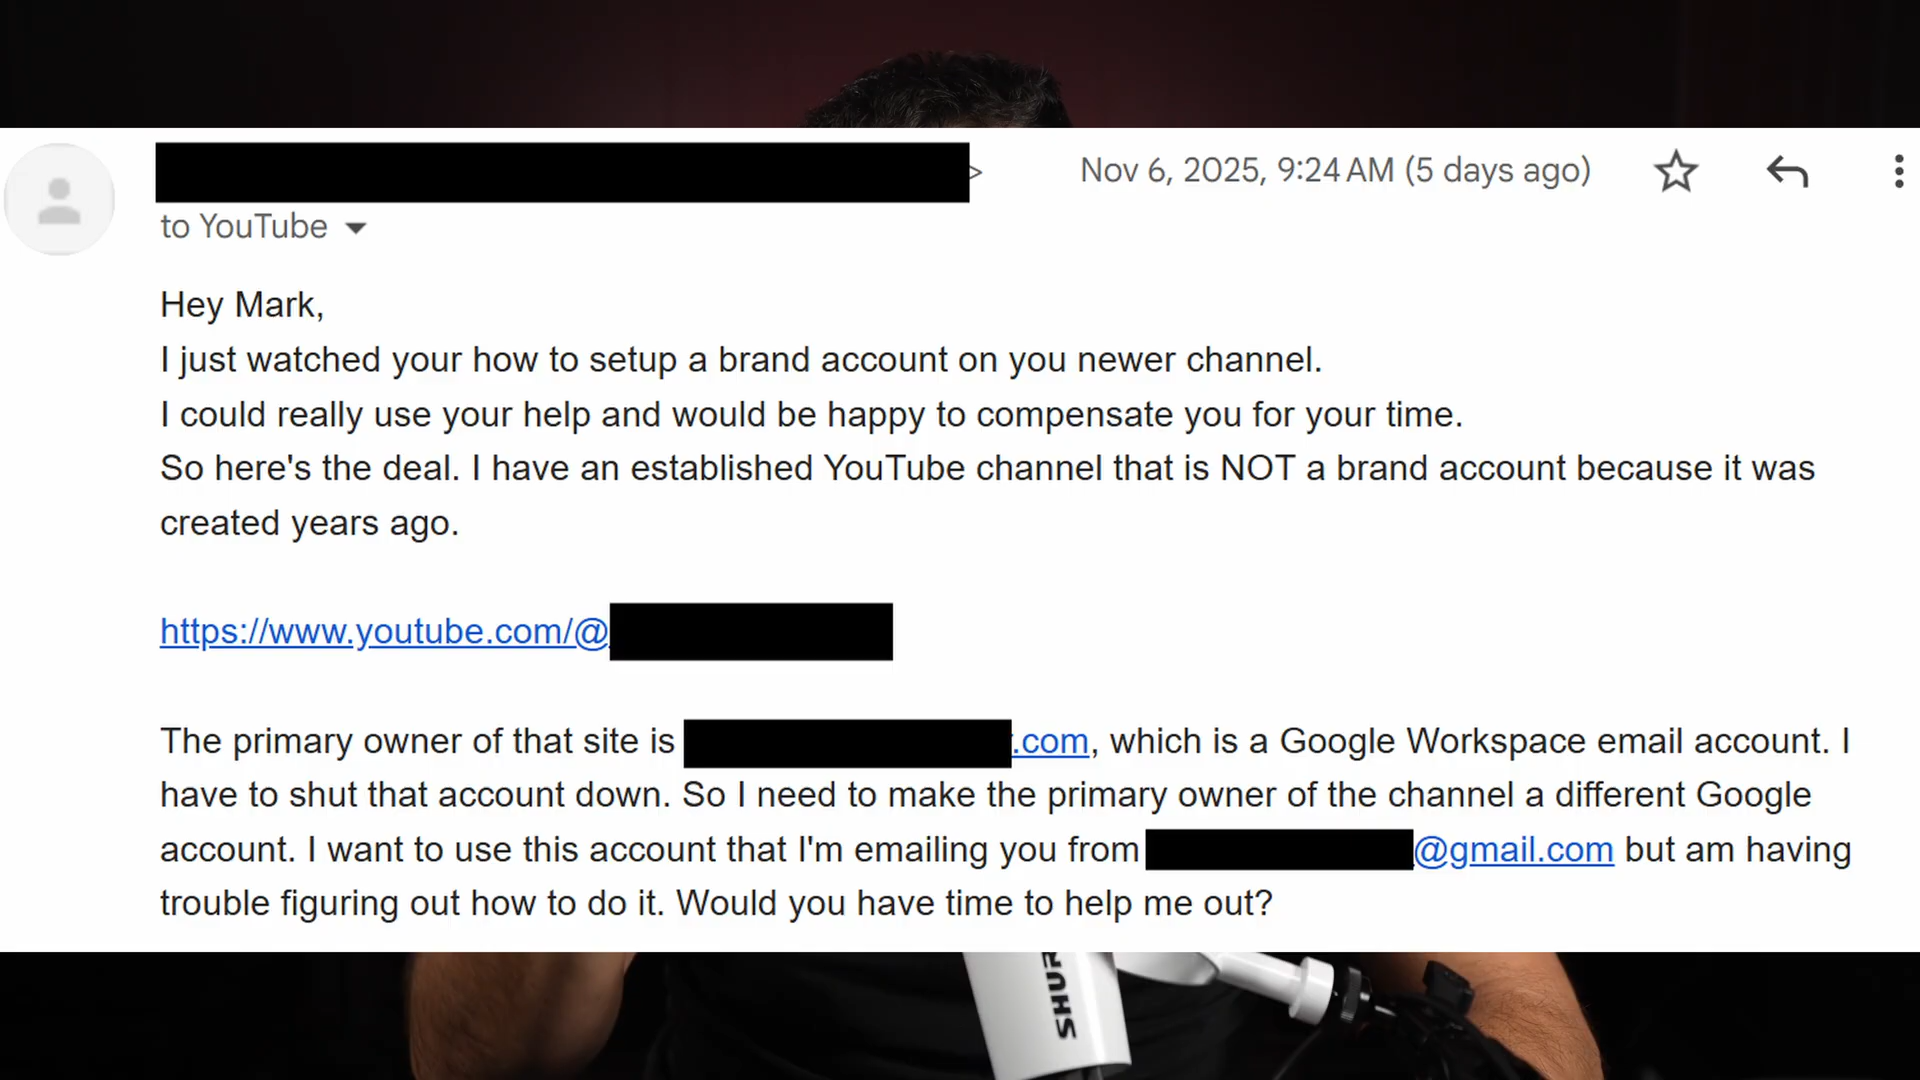 Nov 6, 2025, 9:24 AM (5 days ago)
to YouTube
Hey Mark,
I just watched your how to setup a brand account on you newer channel.
I could really use your help and would be happy to compensate you for your time.
So here's the deal. I have an established YouTube channel that is NOT a brand account because it was
created years ago.
https://www.youtube.com/@
The primary owner of that site is .com, which is a Google Workspace email account. I
have to shut that account down. So I need to make the primary owner of the channel a different Google
account. I want to use this account that I'm emailing you from @gmail.com but am having
trouble figuring out how to do it. Would you have time to help me out?
SHUR